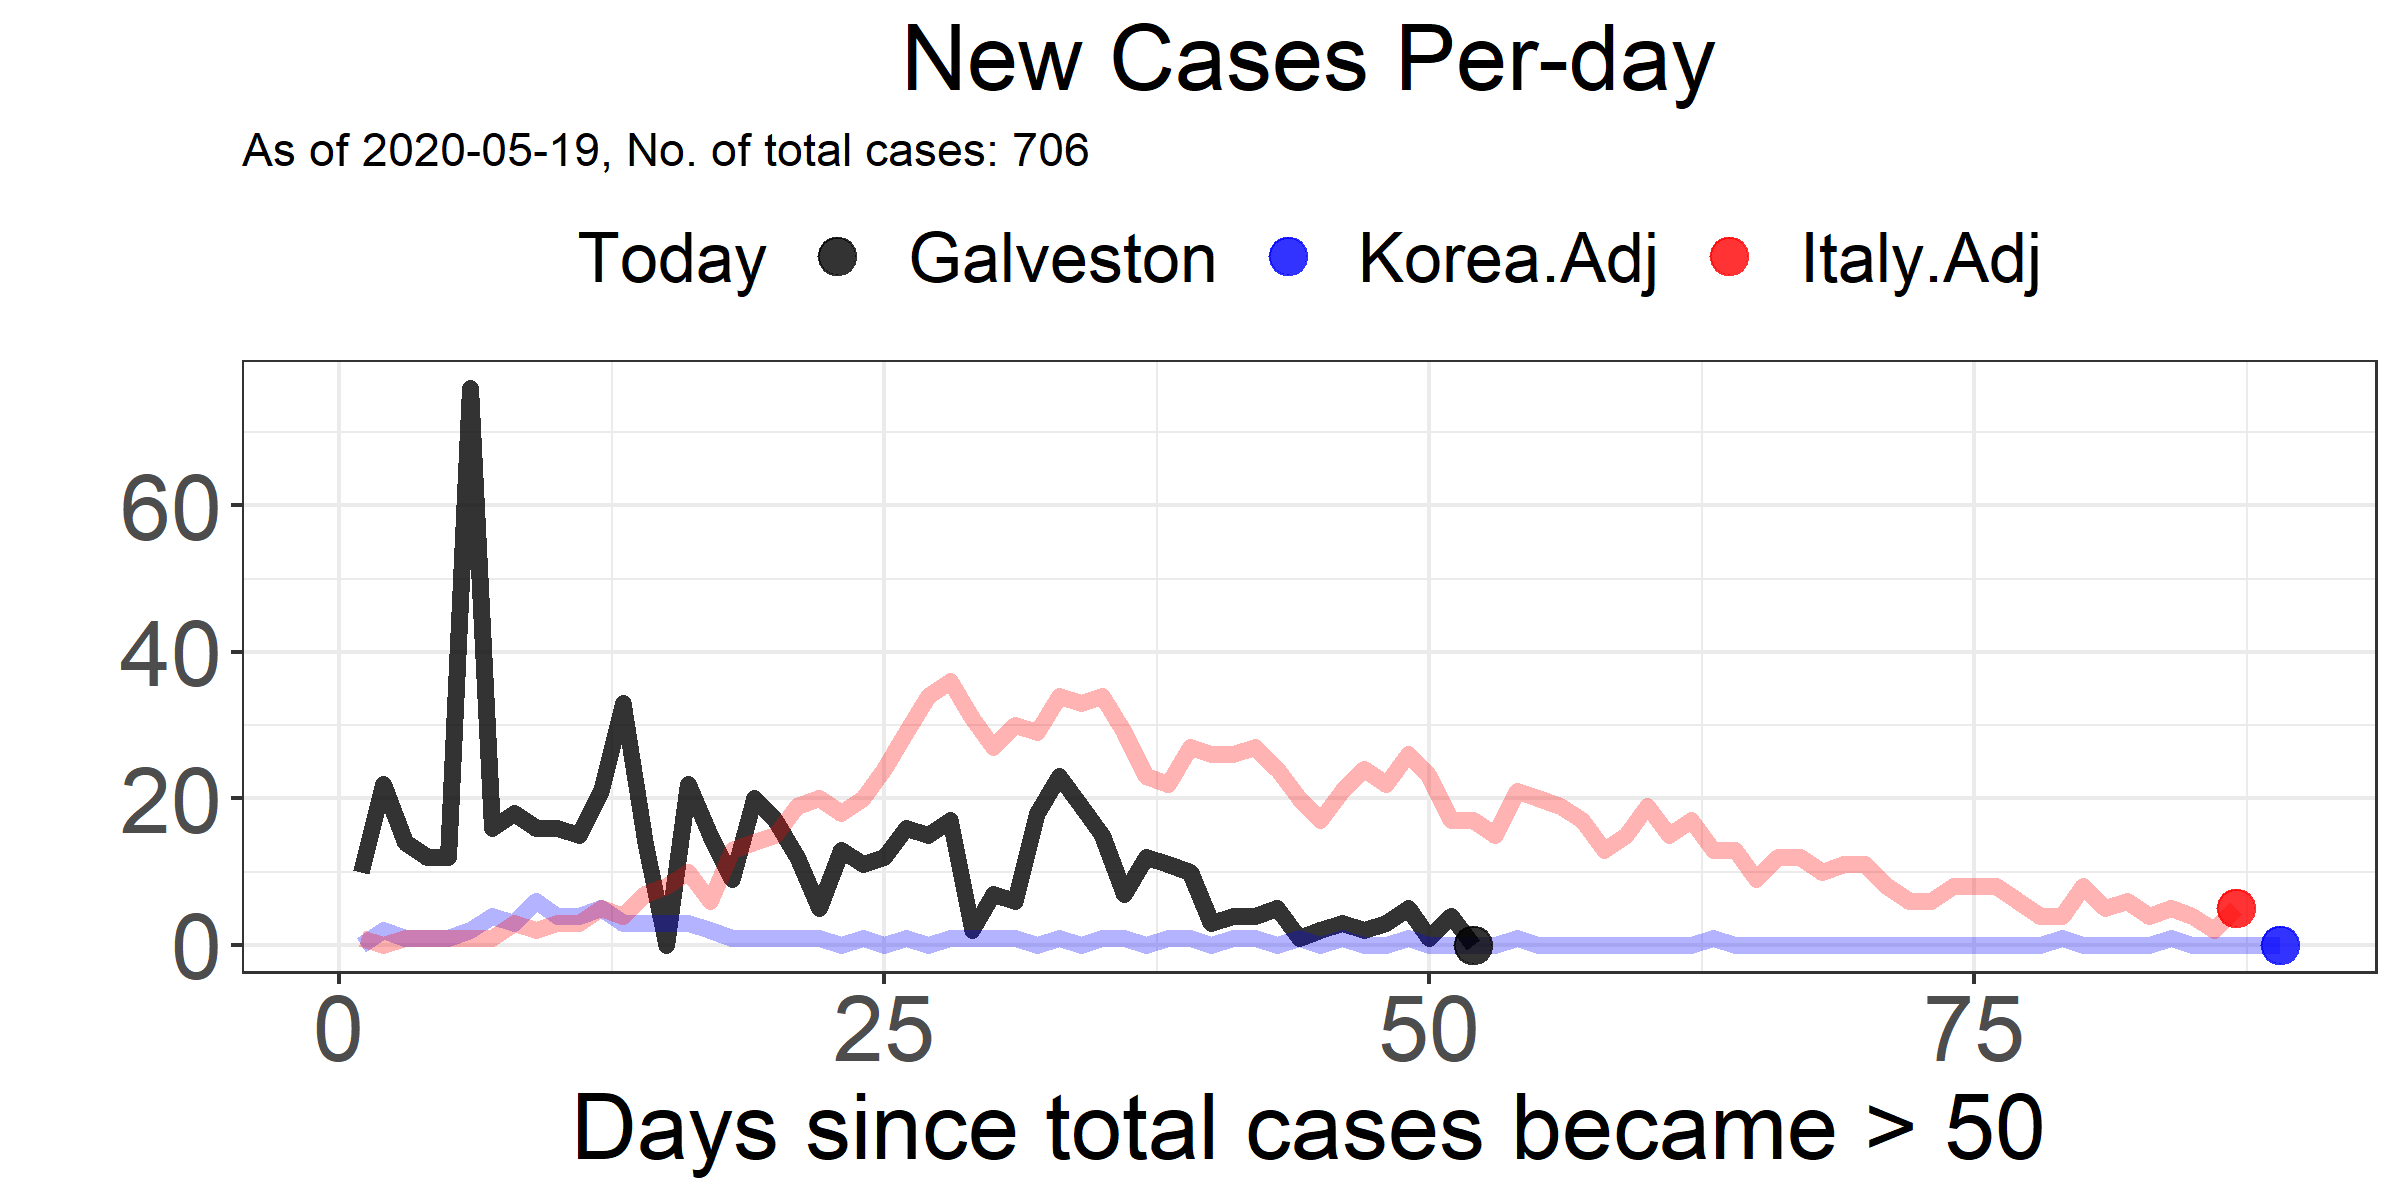 New Cases Per-day
As of 2020-05-19, No. of total cases: 706
Today Galveston Korea.Adj Italy.Adj
60
40
20
0
0 25 50 75
Days since total cases became > 50